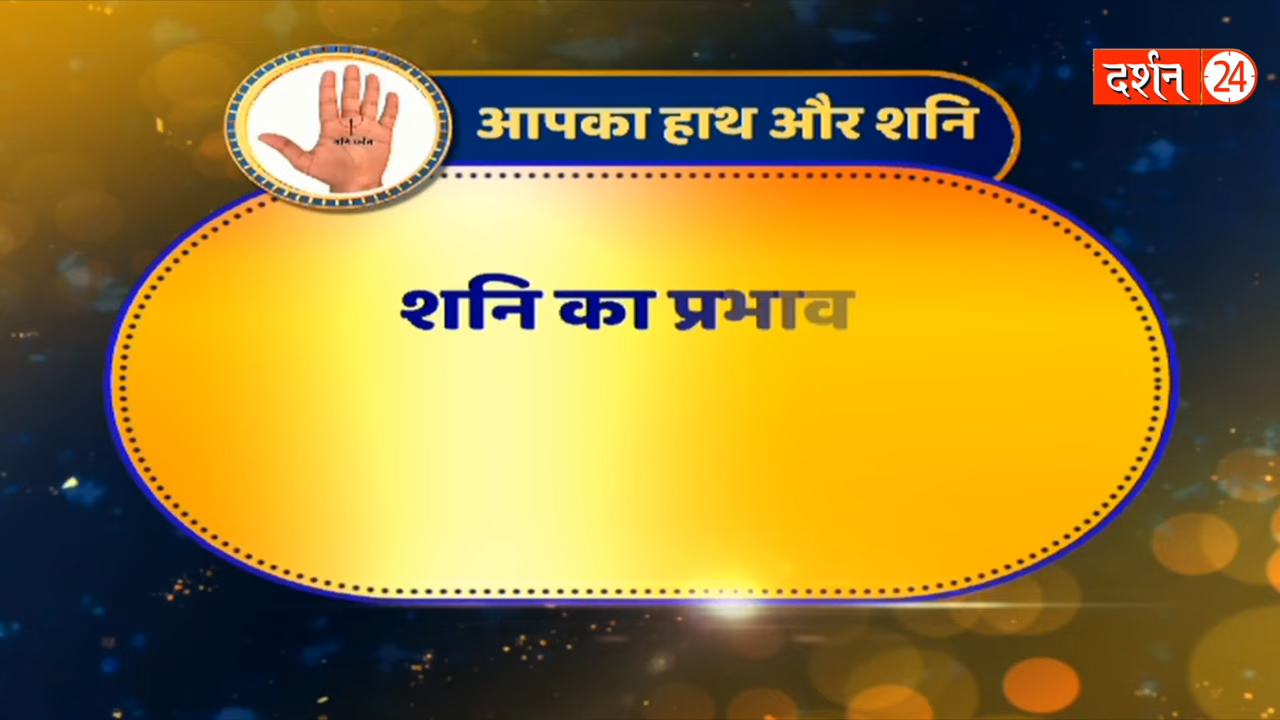 आपका हाथ और शनि
दर्शन 24
शनि का प्रभाव